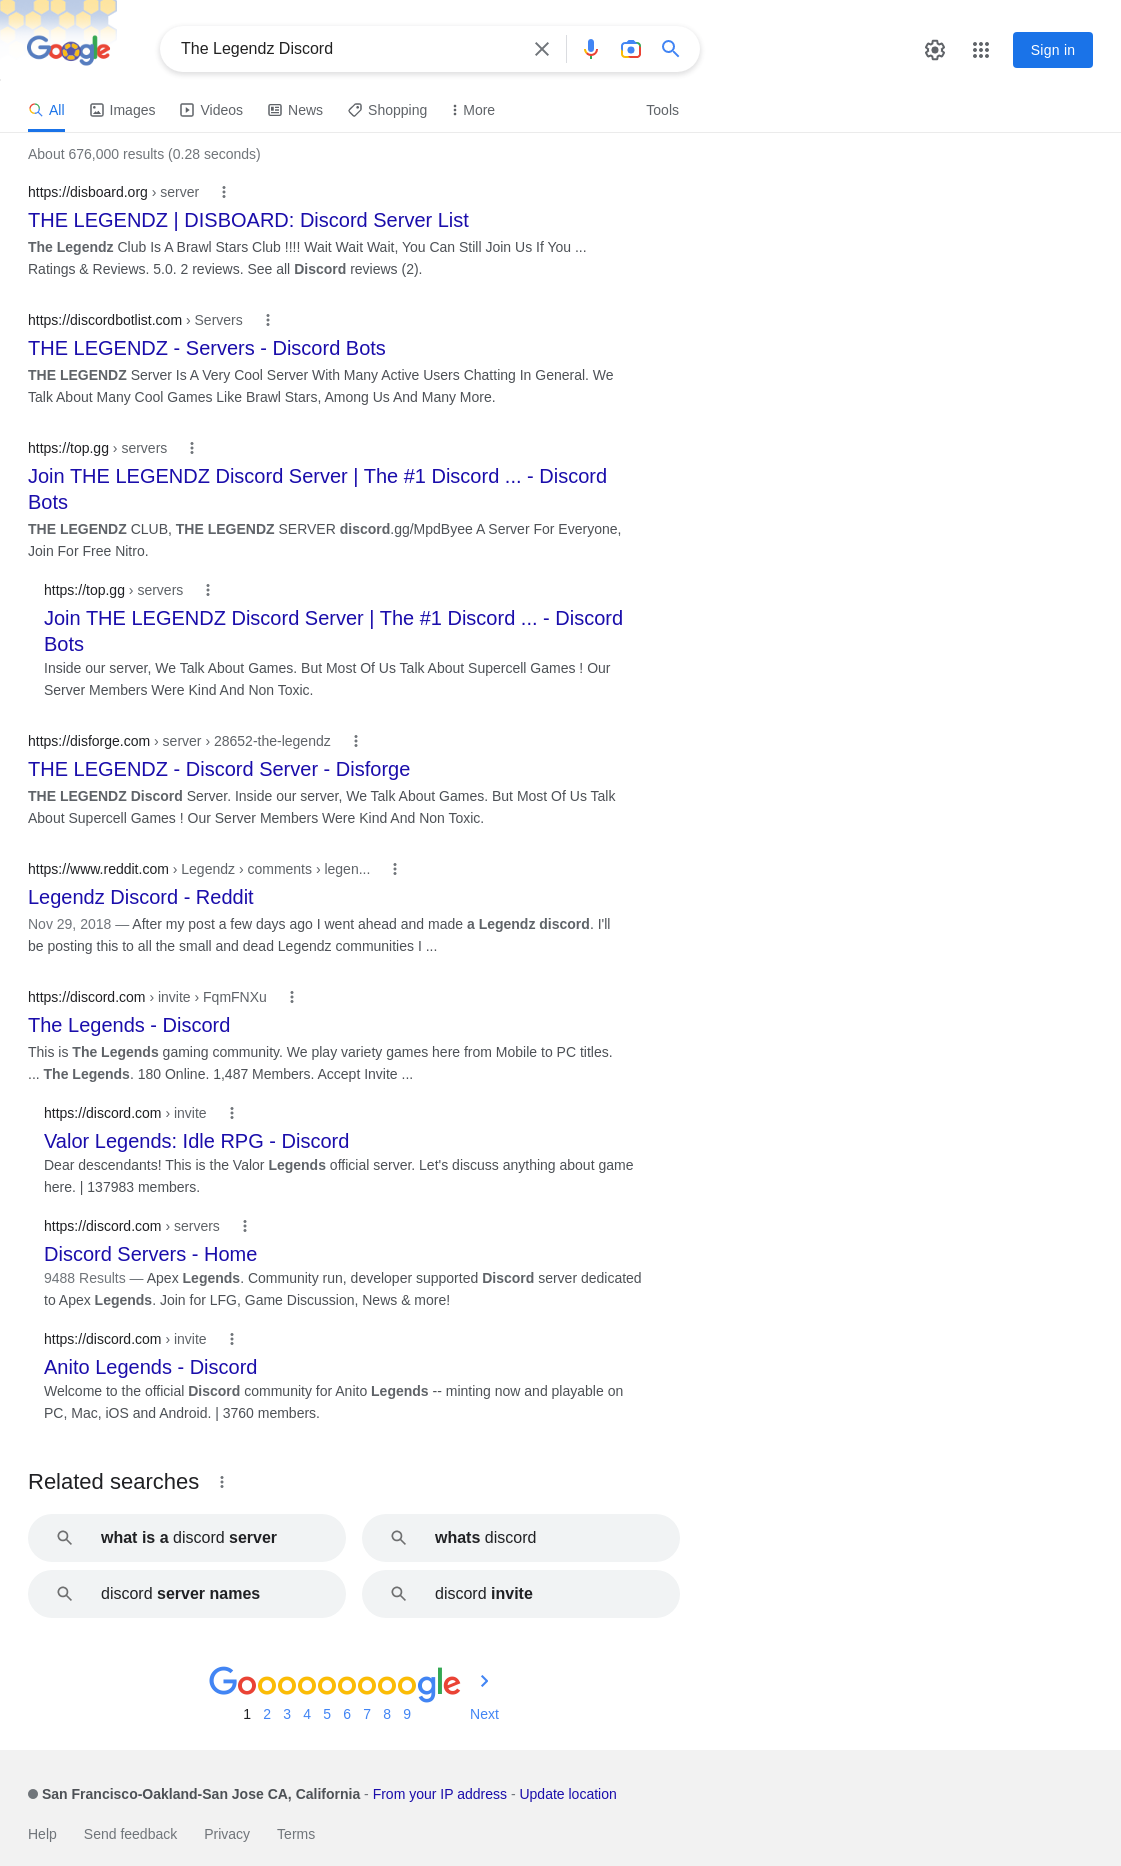 Google
The Legendz Discord
Sign in
All Images Videos News Shopping More Tools
About 676,000 results (0.28 seconds)
https://disboard.org › server
THE LEGENDZ | DISBOARD: Discord Server List
The Legendz Club Is A Brawl Stars Club !!!! Wait Wait Wait, You Can Still Join Us If You ...
Ratings & Reviews. 5.0. 2 reviews. See all Discord reviews (2).
https://discordbotlist.com › Servers
THE LEGENDZ - Servers - Discord Bots
THE LEGENDZ Server Is A Very Cool Server With Many Active Users Chatting In General. We
Talk About Many Cool Games Like Brawl Stars, Among Us And Many More.
https://top.gg › servers
Join THE LEGENDZ Discord Server | The #1 Discord ... - Discord
Bots
THE LEGENDZ CLUB, THE LEGENDZ SERVER discord.gg/MpdByee A Server For Everyone,
Join For Free Nitro.
https://top.gg › servers
Join THE LEGENDZ Discord Server | The #1 Discord ... - Discord
Bots
Inside our server, We Talk About Games. But Most Of Us Talk About Supercell Games ! Our
Server Members Were Kind And Non Toxic.
https://disforge.com › server › 28652-the-legendz
THE LEGENDZ - Discord Server - Disforge
THE LEGENDZ Discord Server. Inside our server, We Talk About Games. But Most Of Us Talk
About Supercell Games ! Our Server Members Were Kind And Non Toxic.
https://www.reddit.com › Legendz › comments › legen...
Legendz Discord - Reddit
Nov 29, 2018 — After my post a few days ago I went ahead and made a Legendz discord. I'll
be posting this to all the small and dead Legendz communities I ...
https://discord.com › invite › FqmFNXu
The Legends - Discord
This is The Legends gaming community. We play variety games here from Mobile to PC titles.
... The Legends. 180 Online. 1,487 Members. Accept Invite ...
https://discord.com › invite
Valor Legends: Idle RPG - Discord
Dear descendants! This is the Valor Legends official server. Let's discuss anything about game
here. | 137983 members.
https://discord.com › servers
Discord Servers - Home
9488 Results — Apex Legends. Community run, developer supported Discord server dedicated
to Apex Legends. Join for LFG, Game Discussion, News & more!
https://discord.com › invite
Anito Legends - Discord
Welcome to the official Discord community for Anito Legends -- minting now and playable on
PC, Mac, iOS and Android. | 3760 members.
Related searches
what is a discord server
whats discord
discord server names
discord invite
Goooooooooogle
1 2 3 4 5 6 7 8 9 Next
San Francisco-Oakland-San Jose CA, California - From your IP address - Update location
Help Send feedback Privacy Terms